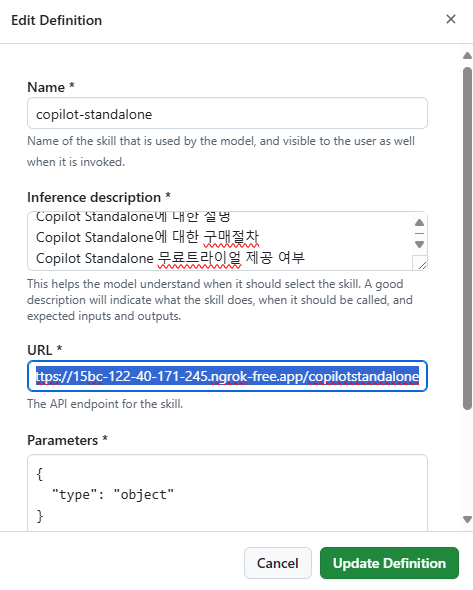 Edit Definition
Name *
copilot-standalone
Name of the skill that is used by the model, and visible to the user as well
when it is invoked.
Inference description *
Copilot Standalone에 대한 설명
Copilot Standalone에 대한 구매절차
Copilot Standalone 무료트라이얼 제공 여부
This helps the model understand when it should select the skill. A good
description will indicate what the skill does, when it should be called, and
expected inputs and outputs.
URL *
ttps://15bc-122-40-171-245.ngrok-free.app/copilotstandalone
The API endpoint for the skill.
Parameters *
{
"type": "object"
}
Cancel
Update Definition